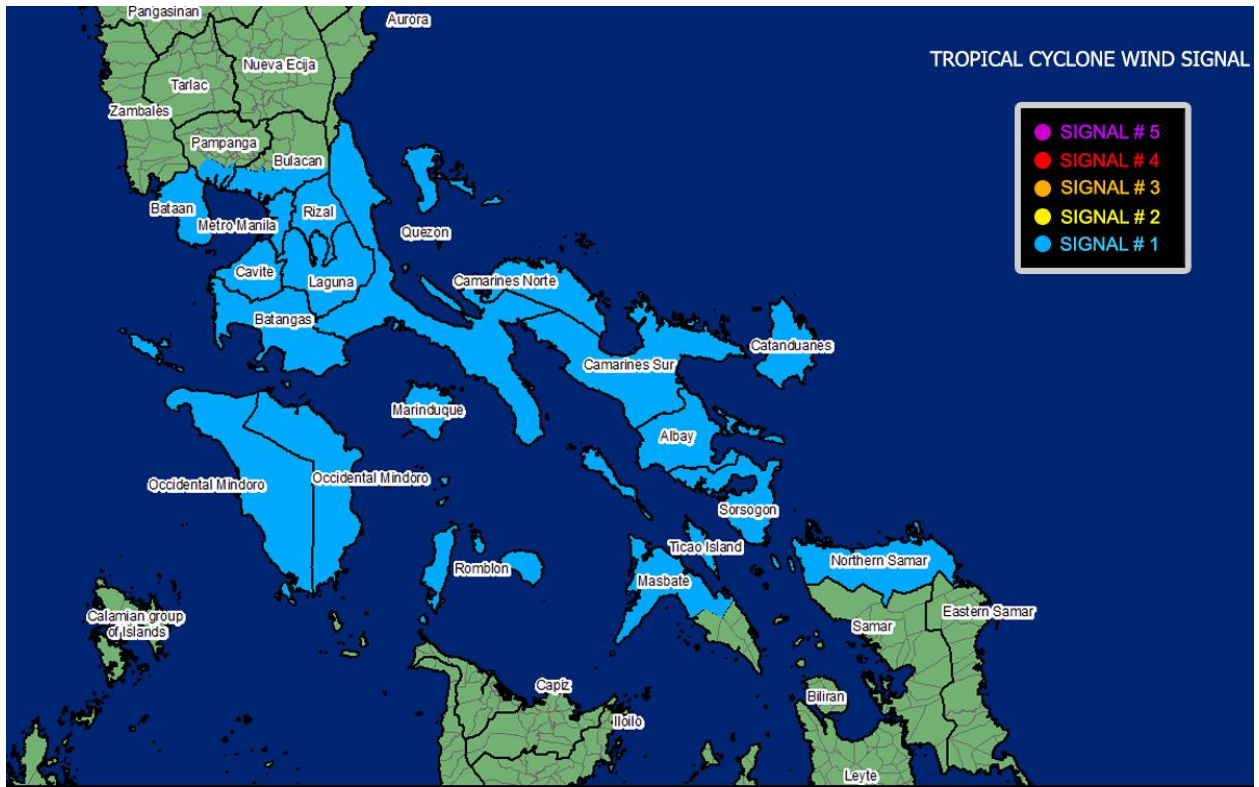 Pangasinan
Aurora
Nueva Ecija
Tarlac
Zambales
Pampanga
Bulacan
Bataan
Metro Manila
Rizal
Quezon
Cavite
Laguna
Camarines Norte
Batangas
Catanduanes
Camarines Sur
Marinduque
Albay
Occidental Mindoro
Occidental Mindoro
Sorsogon
Ticao Island
Romblon
Masbate
Northern Samar
Calamian group
of Islands
Eastern Samar
Samar
Capiz
Biliran
Iloilo
Leyte
TROPICAL CYCLONE WIND SIGNAL
SIGNAL # 5
SIGNAL # 4
SIGNAL # 3
SIGNAL # 2
SIGNAL # 1